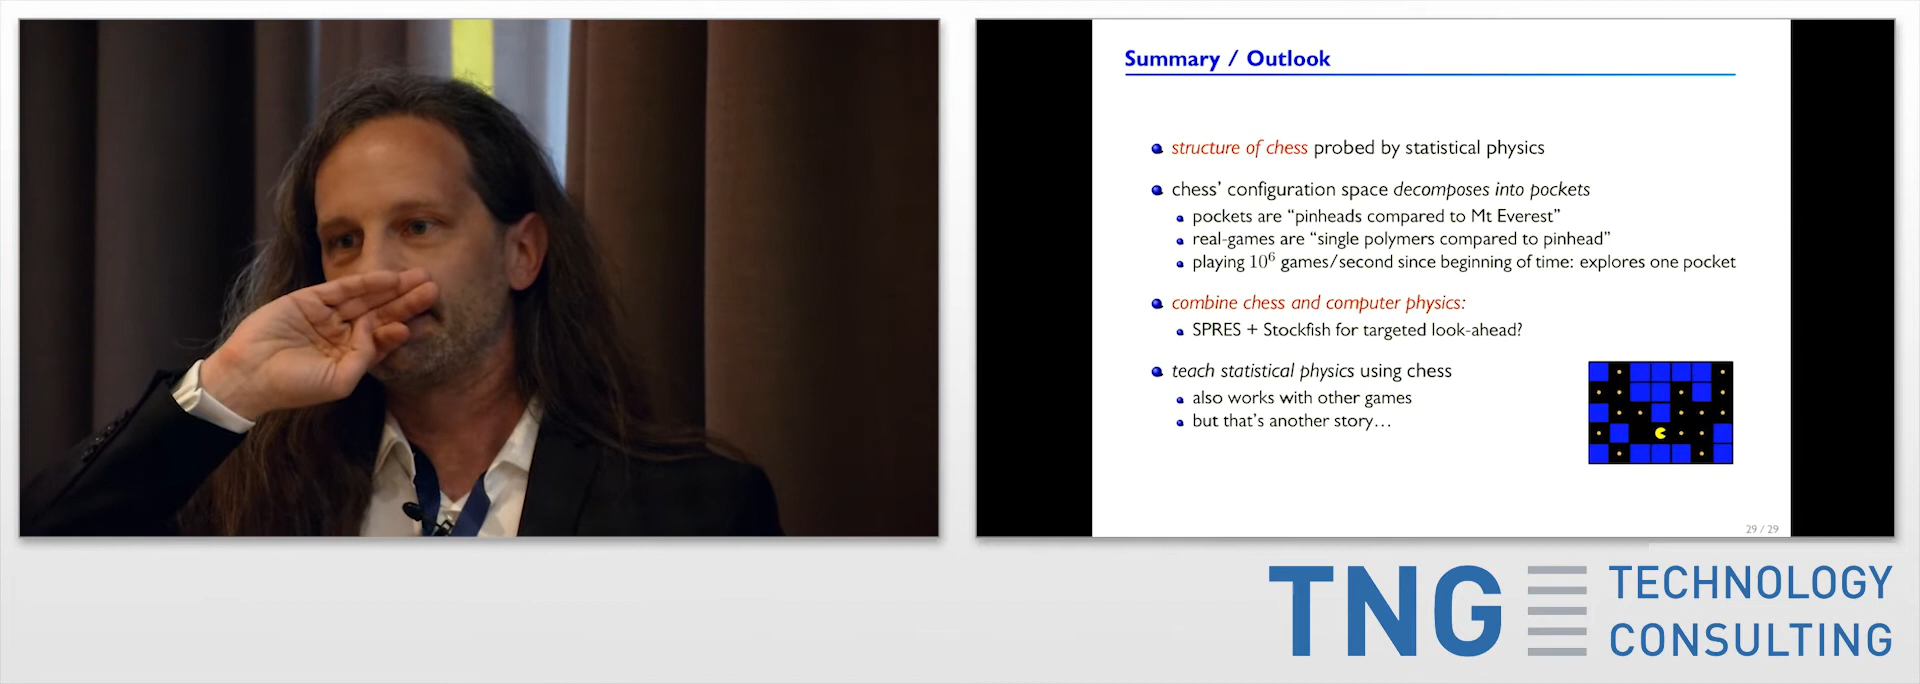 Summary / Outlook
structure of chess probed by statistical physics
chess’ configuration space decomposes into pockets
pockets are “pinheads compared to Mt Everest”
real-games are “single polymers compared to pinhead”
playing 10⁶ games/second since beginning of time: explores one pocket
combine chess and computer physics:
SPRES + Stockfish for targeted look-ahead?
teach statistical physics using chess
also works with other games
but that’s another story…
29 / 29
TNG TECHNOLOGY
CONSULTING